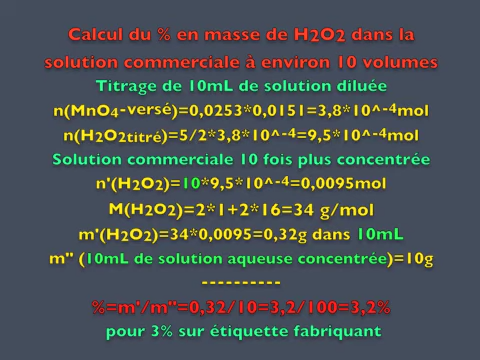 Calcul du % en masse de H2O2 dans la
solution commerciale à environ 10 volumes
Titrage de 10mL de solution diluée
n(MnO4-versé)=0,0253*0,0151=3,8*10^-4mol
n(H2O2titré)=5/2*3,8*10^-4=9,5*10^-4mol
Solution commerciale 10 fois plus concentrée
n'(H2O2)=10*9,5*10^-4=0,0095mol
M(H2O2)=2*1+2*16=34 g/mol
m'(H2O2)=34*0,0095=0,32g dans 10mL
m'' (10mL de solution aqueuse concentrée)=10g
----------
%=m'/m''=0,32/10=3,2/100=3,2%
pour 3% sur étiquette fabriquant